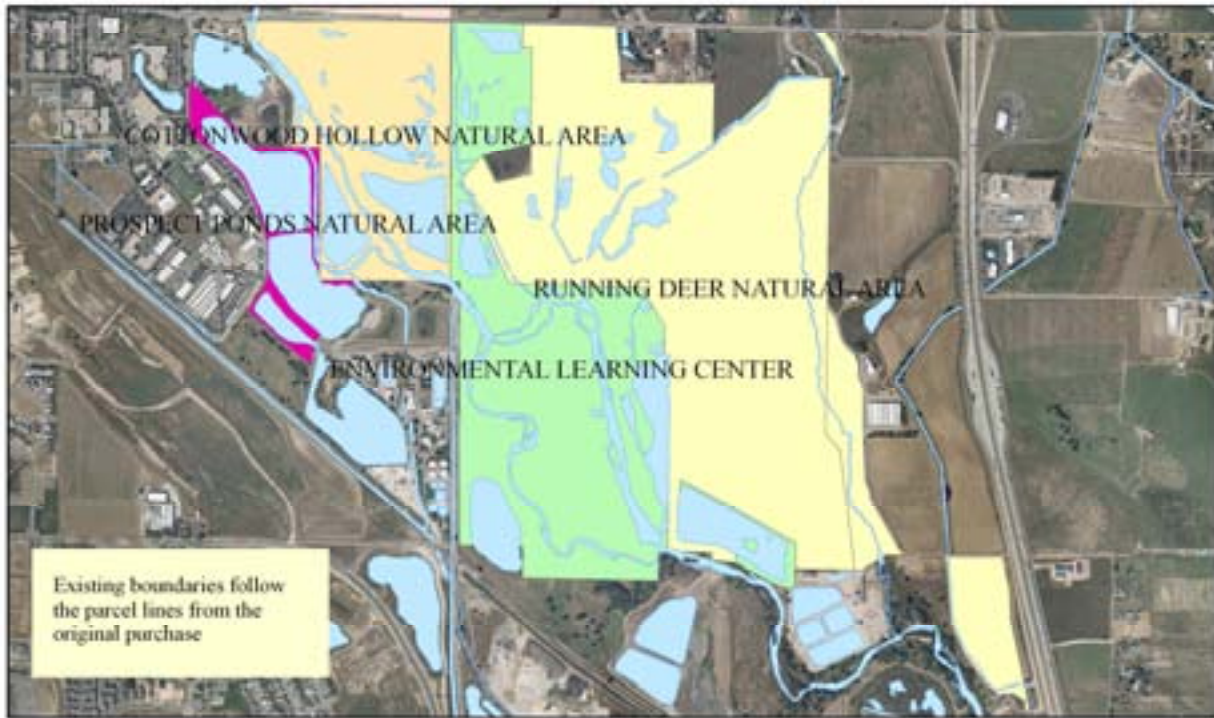 COTTONWOOD HOLLOW NATURAL AREA
PROSPECT PONDS NATURAL AREA
RUNNING DEER NATURAL AREA
ENVIRONMENTAL LEARNING CENTER
Existing boundaries follow
the parcel lines from the
original purchase